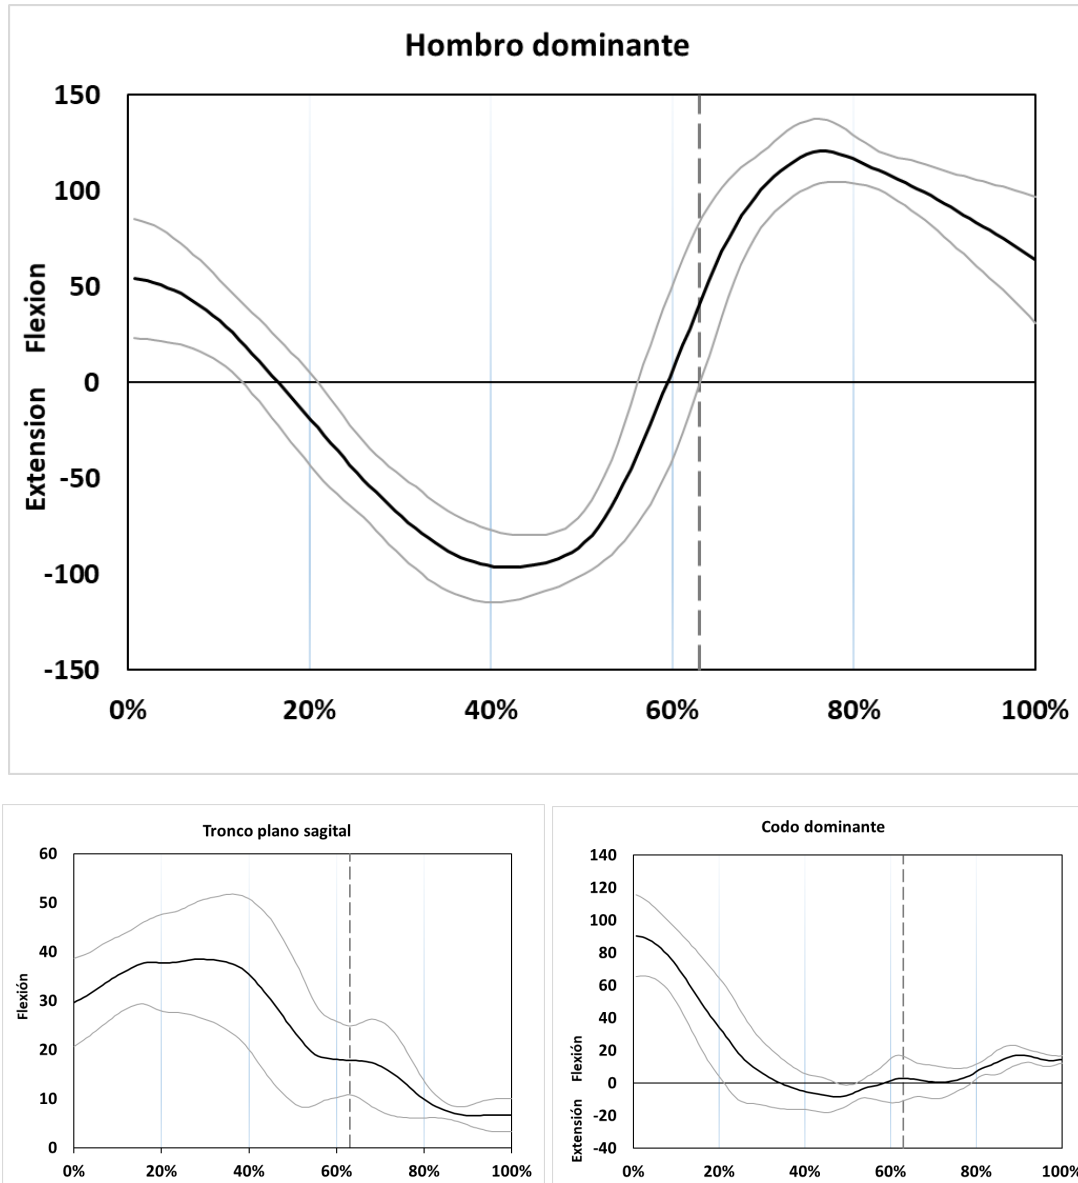 Hombro dominante
150
100
50
0
-50
-100
-150
Extension Flexion
0% 20% 40% 60% 80% 100%
Tronco plano sagital
60
50
40
30
20
10
0
Flexión
0% 20% 40% 60% 80% 100%
Codo dominante
140
120
100
80
60
40
20
0
-20
-40
Extensión Flexión
0% 20% 40% 60% 80% 100%